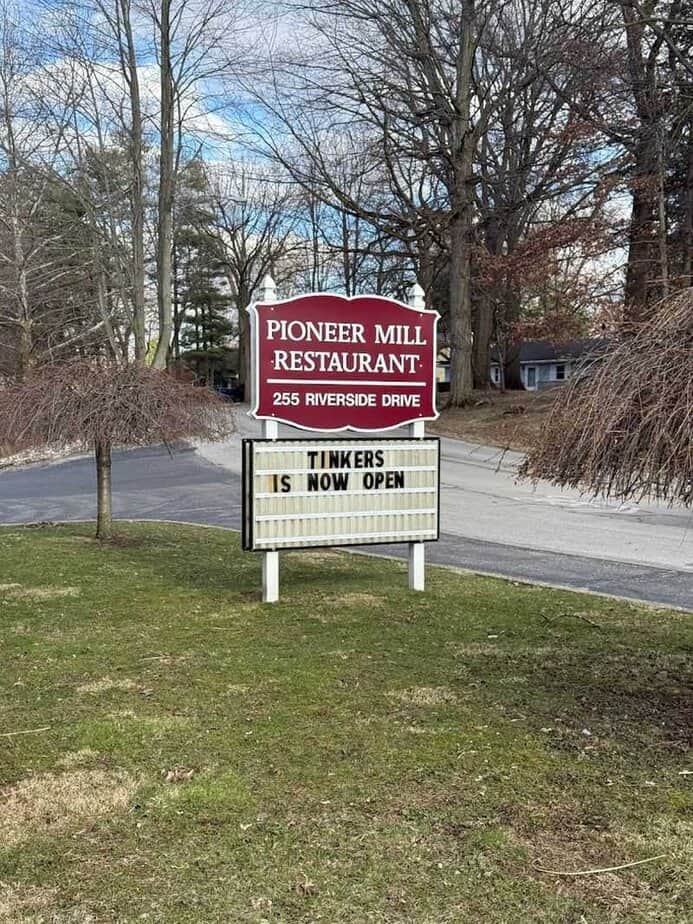 PIONEER MILL
RESTAURANT
255 RIVERSIDE DRIVE
TINKERS
IS NOW OPEN